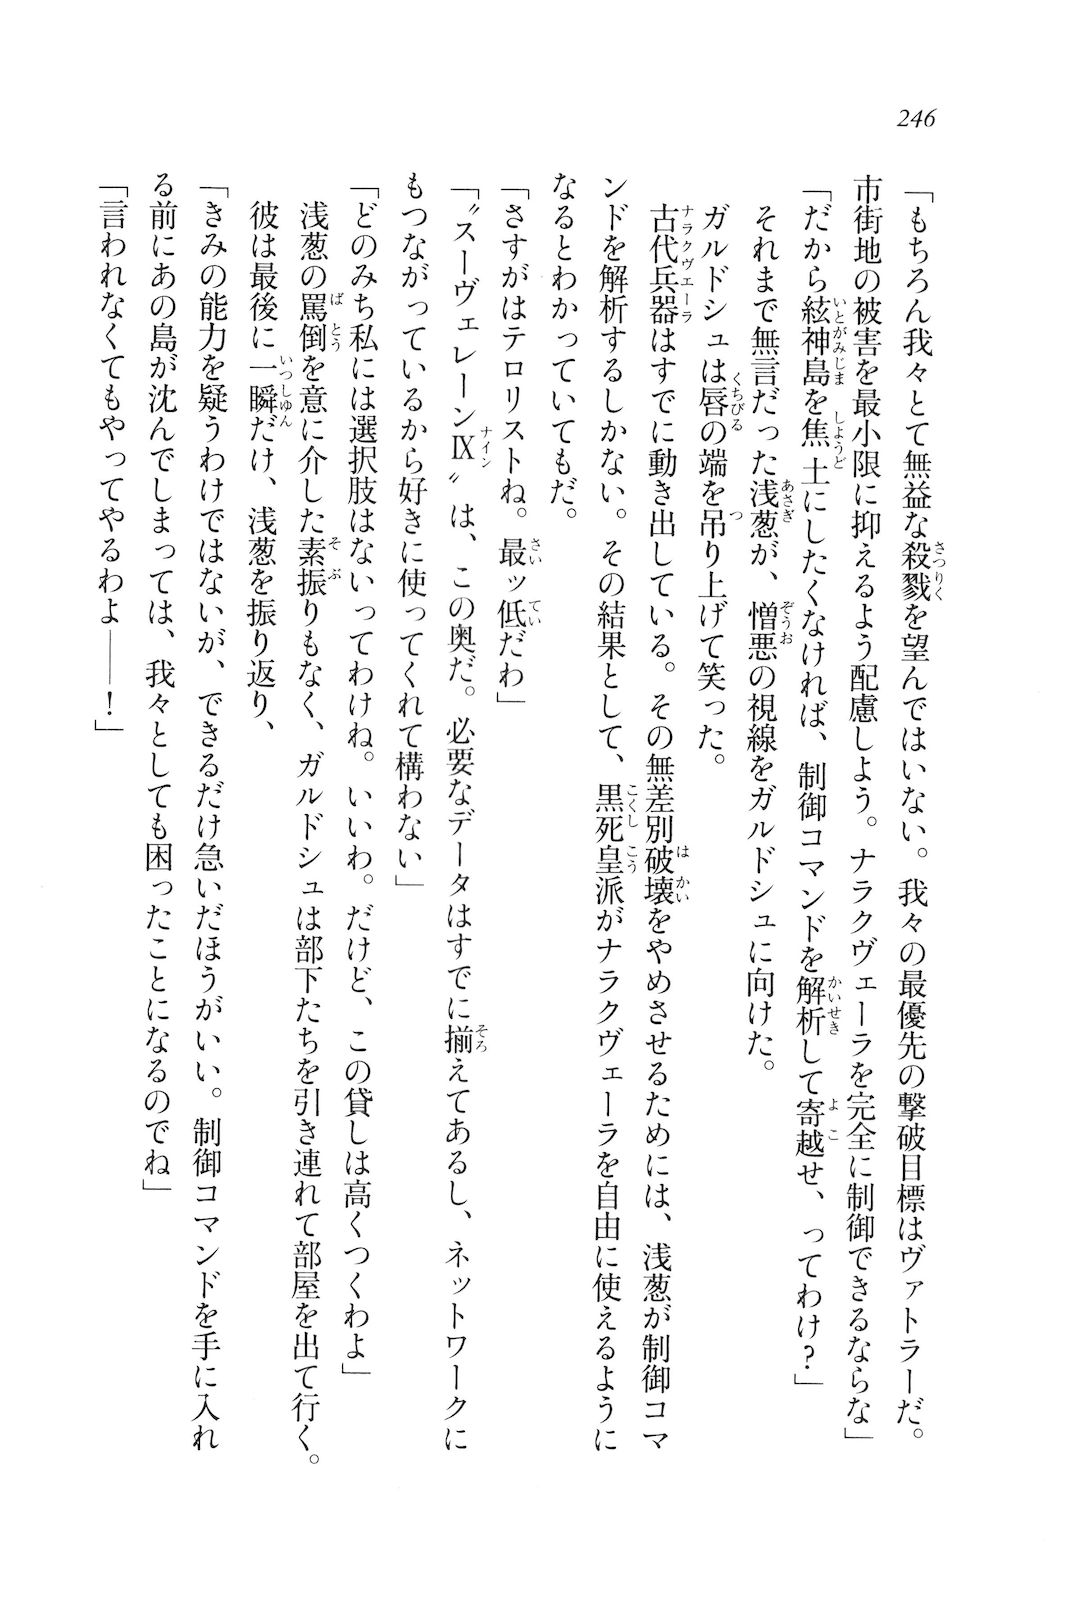 246
「もちろん我々とて無益な殺戮を望んではいない。我々の最優先の撃破目標はヴァトラーだ。
市街地の被害を最小限に抑えるよう配慮しよう。ナラクヴェーラを完全に制御できるならな」
「だから絃神島を焦土にしたくなければ、制御コマンドを解析して寄越せ、ってわけ？」
それまで無言だった浅葱が、憎悪の視線をガルドシュに向けた。
ガルドシュは唇の端を吊り上げて笑った。
古代兵器はすでに動き出している。その無差別破壊をやめさせるためには、浅葱が制御コマ
ンドを解析するしかない。その結果として、黒死皇派がナラクヴェーラを自由に使えるように
なるとわかっていてもだ。
「さすがはテロリストね。最ッ低だわ」
「〝スーヴェレーンⅨ〟は、この奥だ。必要なデータはすでに揃えてあるし、ネットワークに
もつながっているから好きに使ってくれて構わない」
「どのみち私には選択肢はないってわけね。いいわ。だけど、この貸しは高くつくわよ」
浅葱の罵倒を意に介した素振りもなく、ガルドシュは部下たちを引き連れて部屋を出て行く。
彼は最後に一瞬だけ、浅葱を振り返り、
「きみの能力を疑うわけではないが、できるだけ急いだほうがいい。制御コマンドを手に入れ
る前にあの島が沈んでしまっては、我々としても困ったことになるのでね」
「言われなくてもやってやるわよ――！」